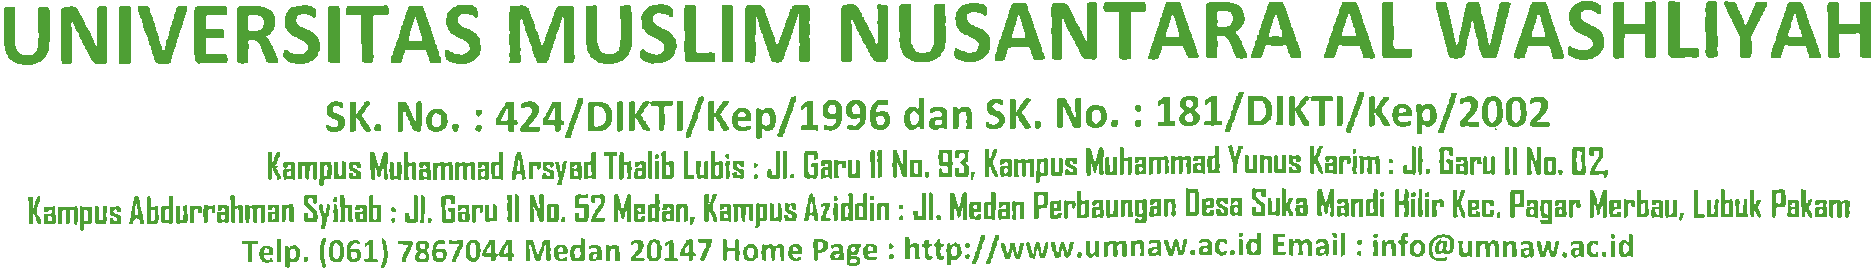 UNIVERSITAS MUSLIM NUSANTARA AL WASHLIYAH
SK. No. : 424/DIKTI/Kep/1996 dan SK. No. : 181/DIKTI/Kep/2002
Kampus Muhammad Arsyad Thalib Lubis : Jl. Garu II No. 93, Kampus Muhammad Yunus Karim : Jl. Garu II No. 02,
Kampus Abdurrahman Syihab : Jl. Garu II No. 52 Medan, Kampus Aziddin : Jl. Medan Perbaungan Desa Suka Mandi Hilir Kec. Pagar Merbau, Lubuk Pakam
Telp. (061) 7867044 Medan 20147 Home Page : http://www.umnaw.ac.id Email : info@umnaw.ac.id